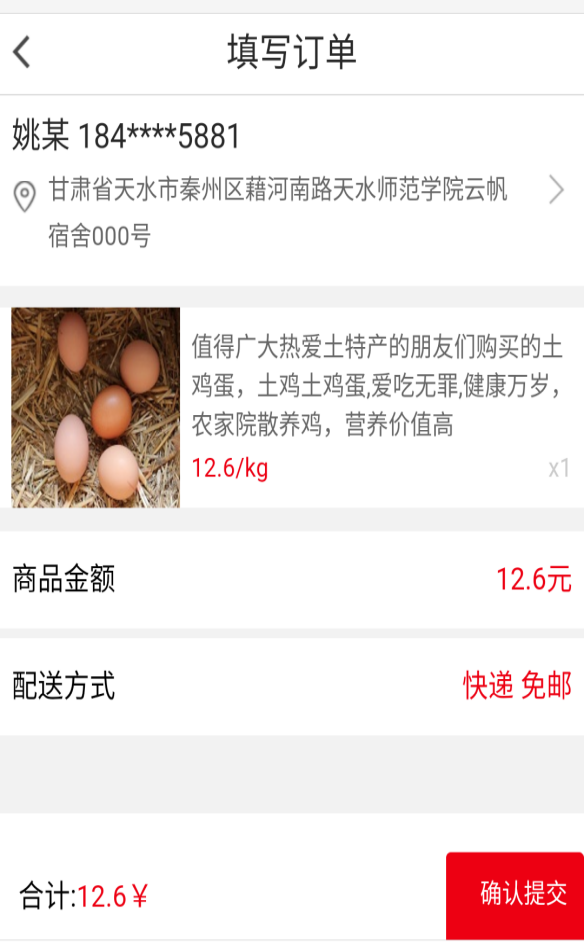 填写订单
姚某 184****5881
甘肃省天水市秦州区藉河南路天水师范学院云帆
宿舍000号
值得广大热爱土特产的朋友们购买的土
鸡蛋，土鸡土鸡蛋,爱吃无罪,健康万岁，
农家院散养鸡，营养价值高
12.6/kg
x1
商品金额
12.6元
配送方式
快递 免邮
合计:12.6￥
确认提交